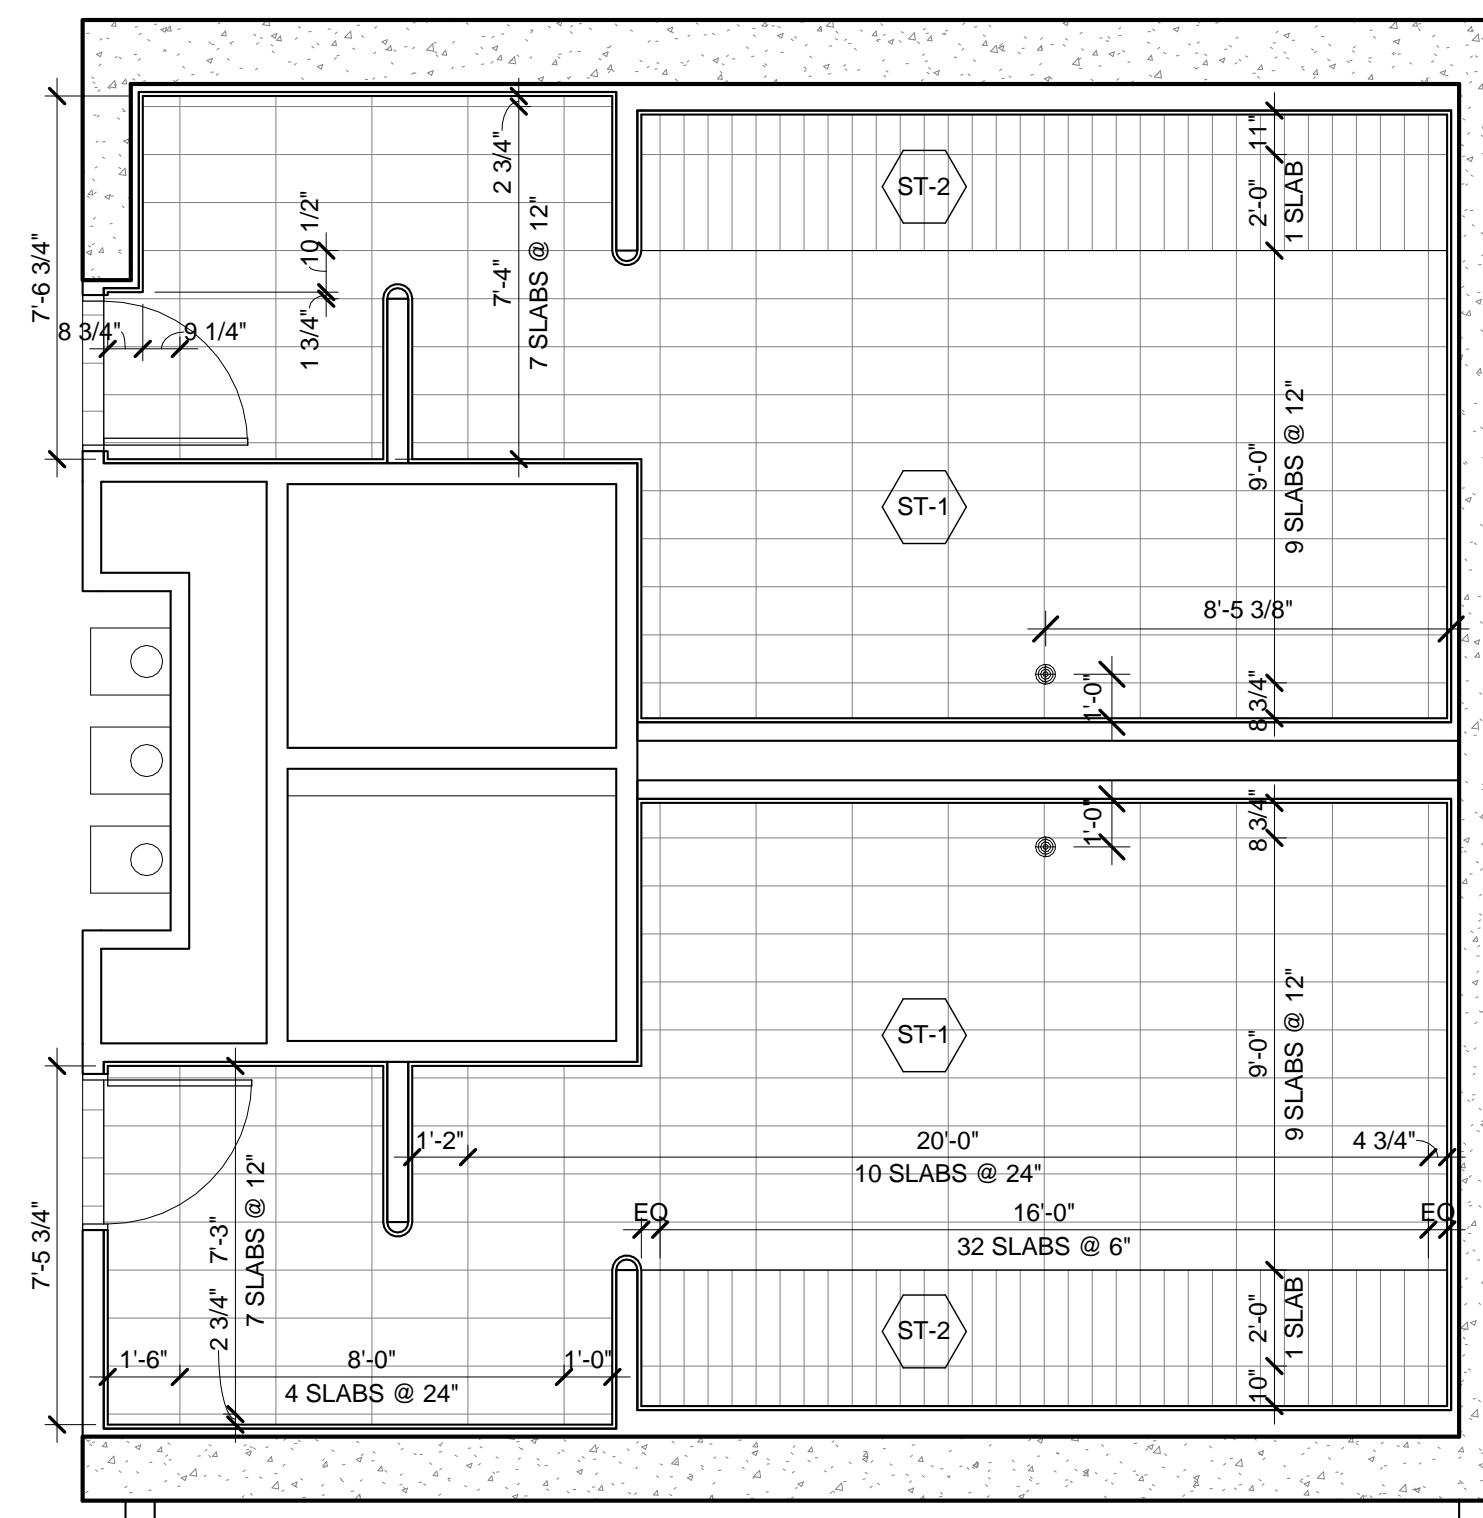 11"
2 3/4"
ST-2
2'-0"
1 SLAB
10 1/2"
7'-6 3/4"
7'-4"
7 SLABS @ 12"
8 3/4"
9 1/4"
1 3/4"
9'-0"
9 SLABS @ 12"
ST-1
8'-5 3/8"
1'-0"
8 3/4"
1'-0"
8 3/4"
ST-1
9'-0"
9 SLABS @ 12"
1'-2"
20'-0"
10 SLABS @ 24"
4 3/4"
EQ
16'-0"
32 SLABS @ 6"
EQ
7'-5 3/4"
7'-3"
7 SLABS @ 12"
2 3/4"
ST-2
2'-0"
1 SLAB
1'-6"
8'-0"
4 SLABS @ 24"
1'-0"
10"